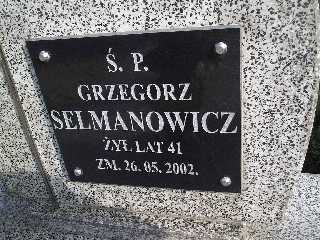 Ś. P.
GRZEGORZ
SELMANOWICZ
ŻYŁ LAT 41
ZM. 26. 05. 2002.